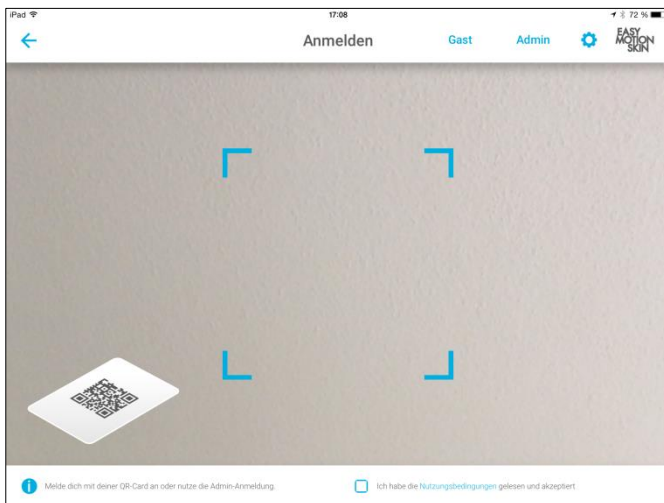 iPad 17:08 72 %
Anmelden Gast Admin EASY
MOTION
SKIN
Melde dich mit deiner QR-Card an oder nutze die Admin-Anmeldung. Ich habe die Nutzungsbedingungen gelesen und akzeptiert